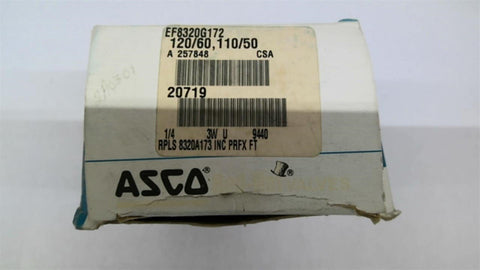 EF8320G172
120/60,110/50
A 257848 CSA
20719
1/4 3W U 9440
RPLS 8320A173 INC PRFX FT
ASCO ®